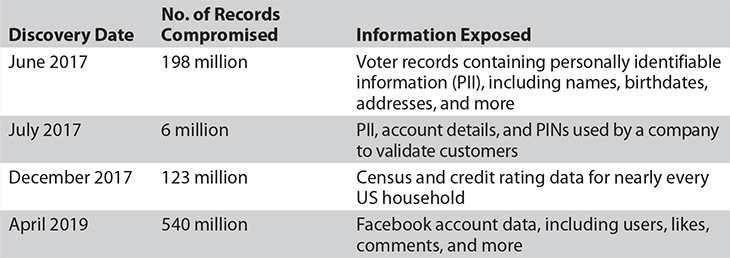 Discovery Date No. of Records Compromised Information Exposed
June 2017 198 million Voter records containing personally identifiable
information (PII), including names, birthdates,
addresses, and more
July 2017 6 million PII, account details, and PINs used by a company
to validate customers
December 2017 123 million Census and credit rating data for nearly every
US household
April 2019 540 million Facebook account data, including users, likes,
comments, and more